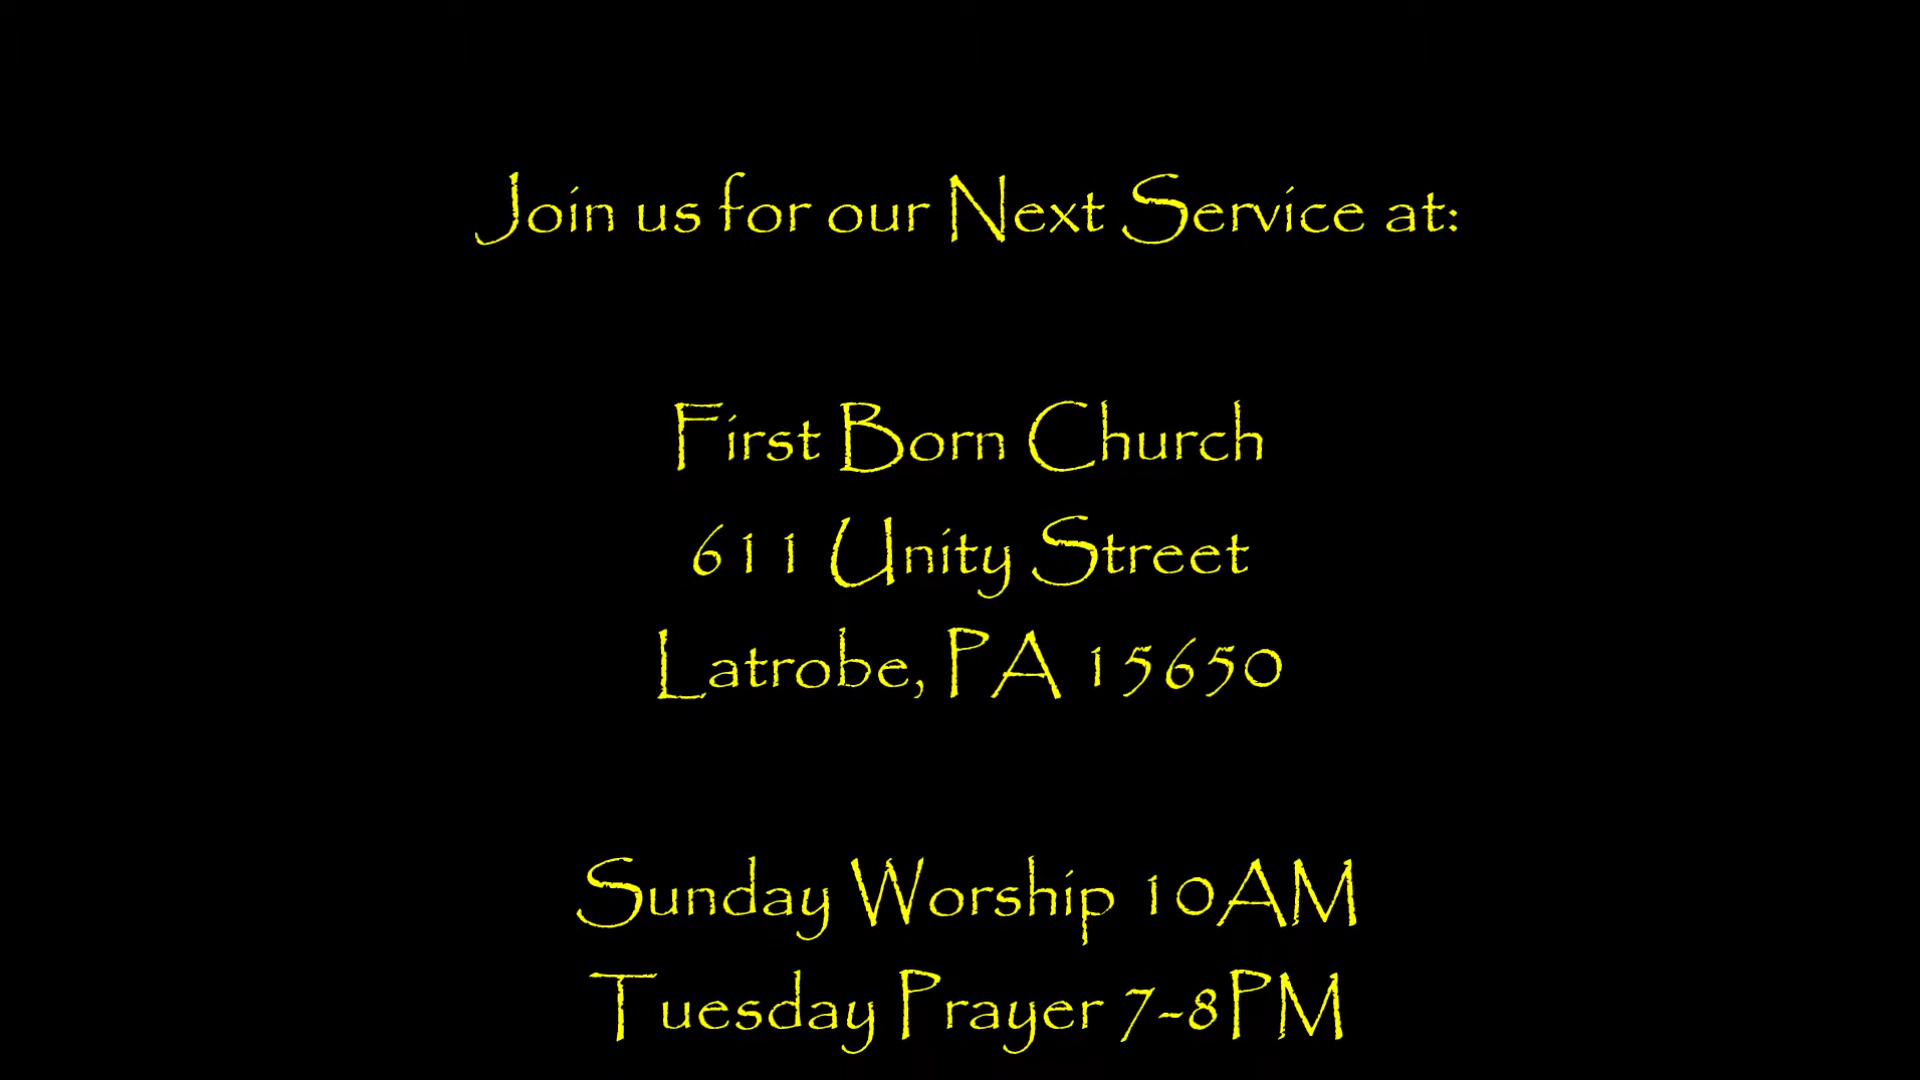 Join us for our Next Service at:
First Born Church
611 Unity Street
Latrobe, PA 15650
Sunday Worship 10AM
Tuesday Prayer 7-8PM